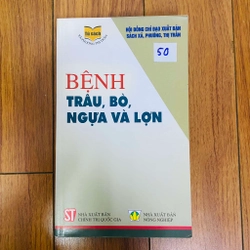 TỦ SÁCH
HỘI ĐỒNG CHỈ ĐẠO XUẤT BẢN
SÁCH XÃ, PHƯỜNG, THỊ TRẤN
50
BỆNH
TRÂU, BÒ,
NGỰA VÀ LỢN
ST
NHÀ XUẤT BẢN
CHÍNH TRỊ QUỐC GIA
NHÀ XUẤT BẢN
NÔNG NGHIỆP